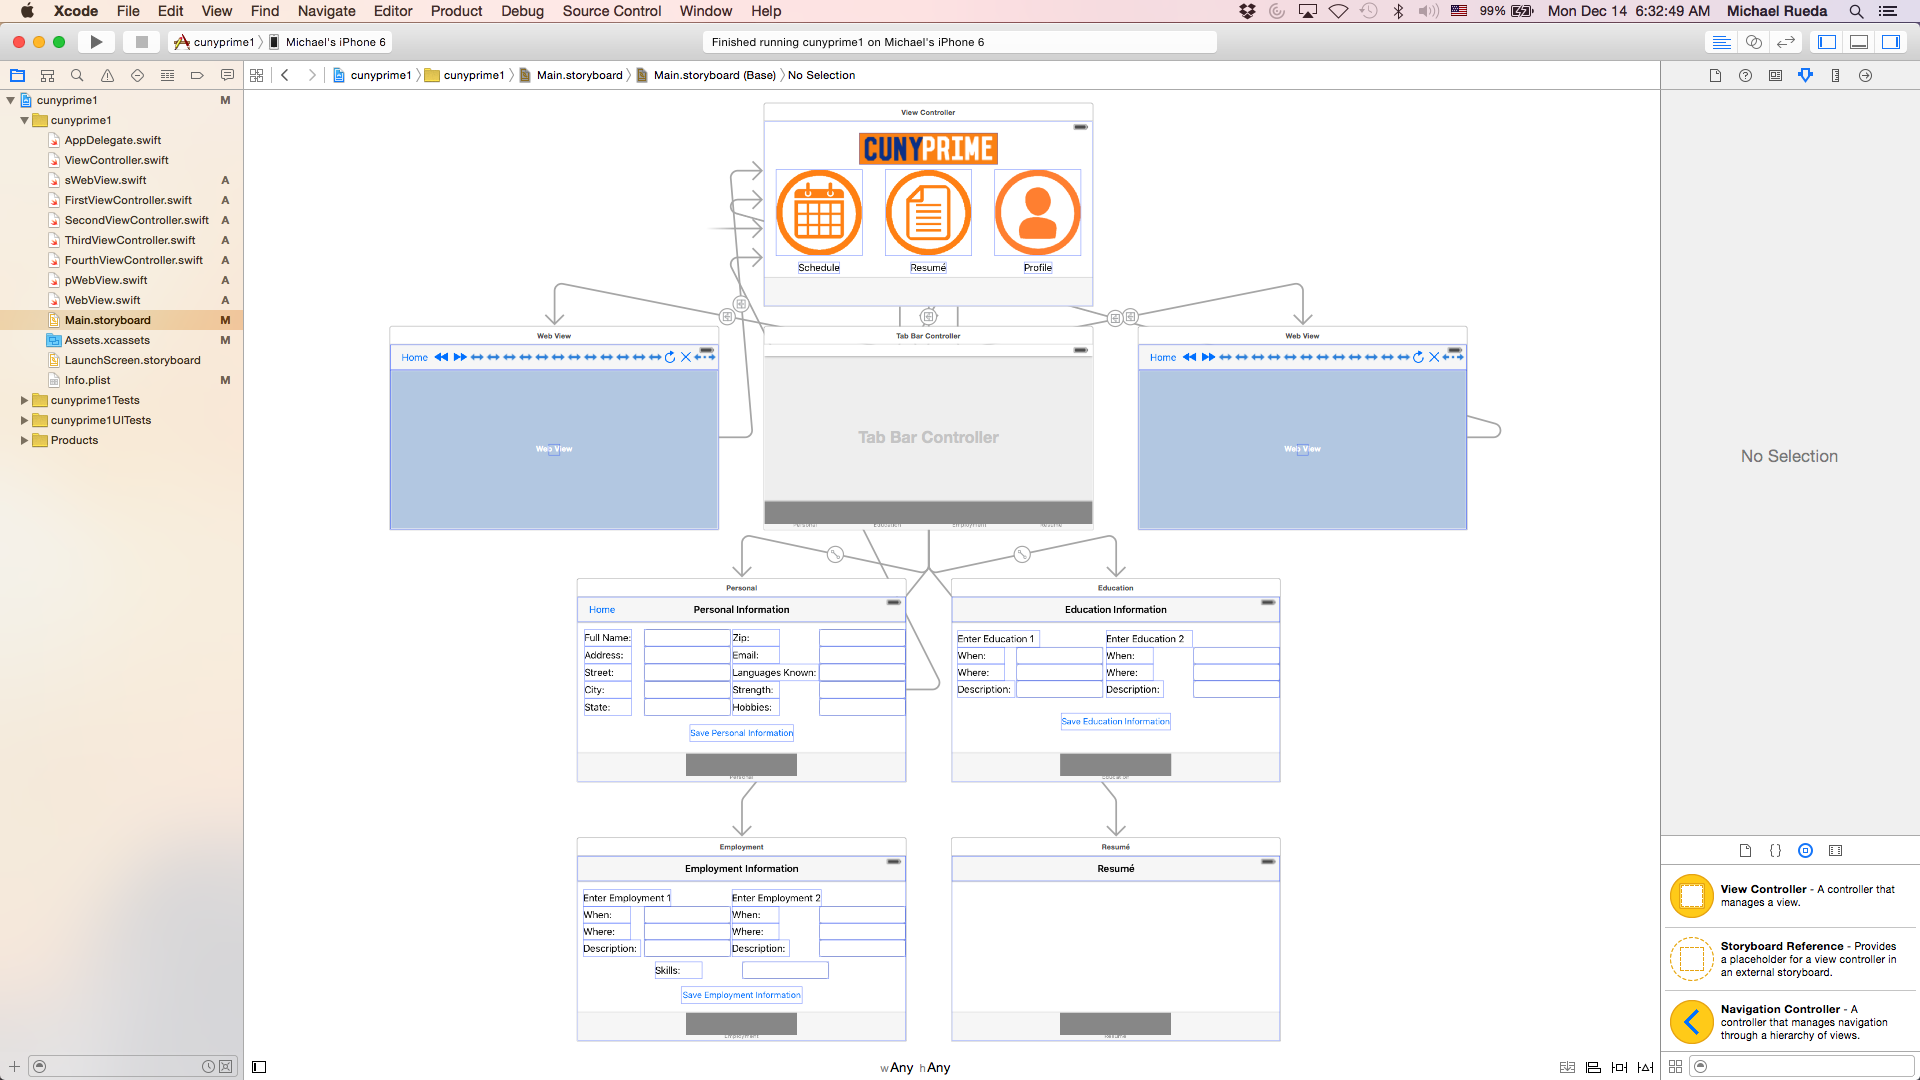 Xcode File Edit View Find Navigate Editor Product Debug Source Control Window Help 99% Mon Dec 14 6:32:49 AM Michael Rueda
cunyprime1 Michael's iPhone 6 Finished running cunyprime1 on Michael's iPhone 6
cunyprime1 cunyprime1 Main.storyboard Main.storyboard (Base) No Selection
cunyprime1 M
cunyprime1
AppDelegate.swift
ViewController.swift
sWebView.swift A
FirstViewController.swift A
SecondViewController.swift A
ThirdViewController.swift A
FourthViewController.swift A
pWebView.swift A
WebView.swift A
Main.storyboard M
Assets.xcassets M
LaunchScreen.storyboard
Info.plist M
cunyprime1Tests
cunyprime1UITests
Products
View Controller
CUNYPRIME
Schedule Resumé Profile
Web View
Home
Web View
Tab Bar Controller
Tab Bar Controller
Personal Education Employment Resumé
Web View
Home
Web View
Personal
Home Personal Information
Full Name: Zip:
Address: Email:
Street: Languages Known:
City: Strength:
State: Hobbies:
Save Personal Information
Personal
Education
Education Information
Enter Education 1 Enter Education 2
When: When:
Where: Where:
Description: Description:
Save Education Information
Education
Employment
Employment Information
Enter Employment 1 Enter Employment 2
When: When:
Where: Where:
Description: Description:
Skills:
Save Employment Information
Employment
Resumé
Resumé
Resumé
wAny hAny
No Selection
View Controller - A controller that
manages a view.
Storyboard Reference - Provides
a placeholder for a view controller in
an external storyboard.
Navigation Controller - A
controller that manages navigation
through a hierarchy of views.